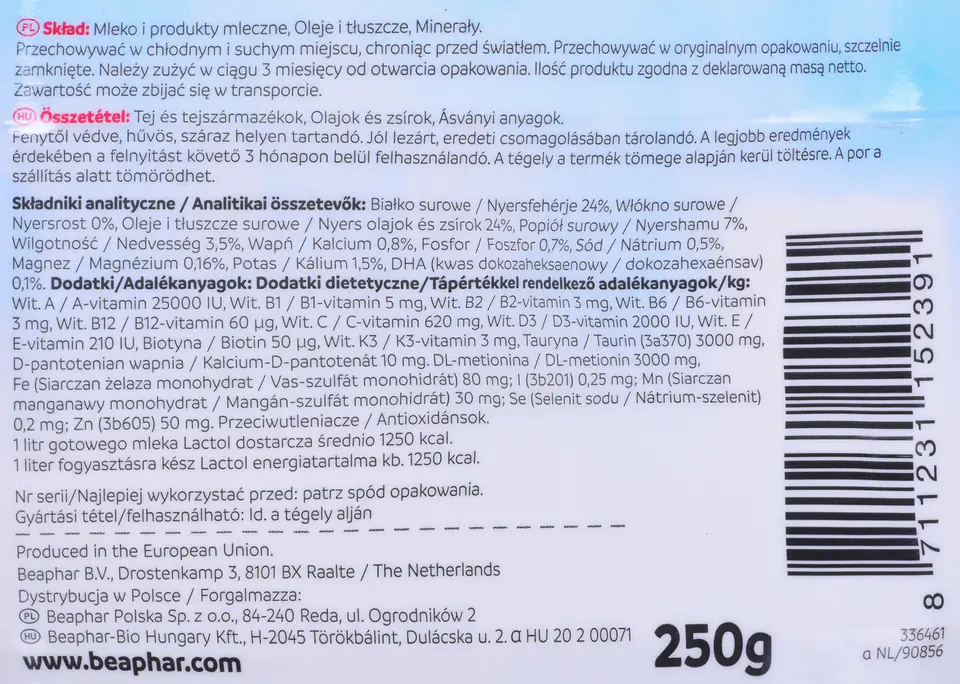 PL Skład: Mleko i produkty mleczne, Oleje i tłuszcze, Minerały.
Przechowywać w chłodnym i suchym miejscu, chroniąc przed światłem. Przechowywać w oryginalnym opakowaniu, szczelnie
zamknięte. Należy zużyć w ciągu 3 miesięcy od otwarcia opakowania. Ilość produktu zgodna z deklarowaną masą netto.
Zawartość może zbijać się w transporcie.
HU Összetétel: Tej és tejszármazékok, Olajok és zsírok, Ásványi anyagok.
Fénytől védve, hűvös, száraz helyen tartandó. Jól lezárt, eredeti csomagolásában tárolandó. A legjobb eredmények
érdekében a felnyitást követő 3 hónapon belül felhasználandó. A tégely a termék tömege alapján kerül töltésre. A por a
szállítás alatt tömörödhet.
Składniki analityczne / Analitikai összetevők: Białko surowe / Nyersfehérje 24%, Włókno surowe /
Nyersrost 0%, Oleje i tłuszcze surowe / Nyers olajok és zsírok 24%, Popiół surowy / Nyershamu 7%,
Wilgotność / Nedvesség 3,5%, Wapń / Kalcium 0,8%, Fosfor / Foszfor 0,7%, Sód / Nátrium 0,5%,
Magnez / Magnézium 0,16%, Potas / Kálium 1,5%, DHA (kwas dokozaheksaenowy / dokozahexaénsav)
0,1%. Dodatki/Adalékanyagok: Dodatki dietetyczne/Tápértékkel rendelkező adalékanyagok/kg:
Wit. A / A-vitamin 25000 IU, Wit. B1 / B1-vitamin 5 mg, Wit. B2 / B2-vitamin 3 mg, Wit. B6 / B6-vitamin
3 mg, Wit. B12 / B12-vitamin 60 µg, Wit. C / C-vitamin 620 mg, Wit. D3 / D3-vitamin 2000 IU, Wit. E /
E-vitamin 210 IU, Biotyna / Biotin 50 µg, Wit. K3 / K3-vitamin 3 mg, Tauryna / Taurin (3a370) 3000 mg,
D-pantotenian wapnia / Kalcium-D-pantotenát 10 mg. DL-metionina / DL-metionin 3000 mg,
Fe (Siarczan żelaza monohydrat / Vas-szulfát monohidrát) 80 mg; I (3b201) 0,25 mg; Mn (Siarczan
manganawy monohydrat / Mangán-szulfát monohidrát) 30 mg; Se (Selenit sodu / Nátrium-szelenit)
0,2 mg; Zn (3b605) 50 mg. Przeciwutleniacze / Antioxidánsok.
1 litr gotowego mleka Lactol dostarcza średnio 1250 kcal.
1 liter fogyasztásra kész Lactol energiatartalma kb. 1250 kcal.
Nr serii/Najlepiej wykorzystać przed: patrz spód opakowania.
Gyártási tétel/felhasználható: ld. a tégely alján
Produced in the European Union.
Beaphar B.V., Drostenkamp 3, 8101 BX Raalte / The Netherlands
Dystrybucja w Polsce / Forgalmazza:
PL Beaphar Polska Sp. z o.o., 84-240 Reda, ul. Ogrodników 2
HU Beaphar-Bio Hungary Kft., H-2045 Törökbálint, Dulácska u. 2. α HU 20 2 00071
www.beaphar.com
250g
8 711231 152391
336461
α NL/90856